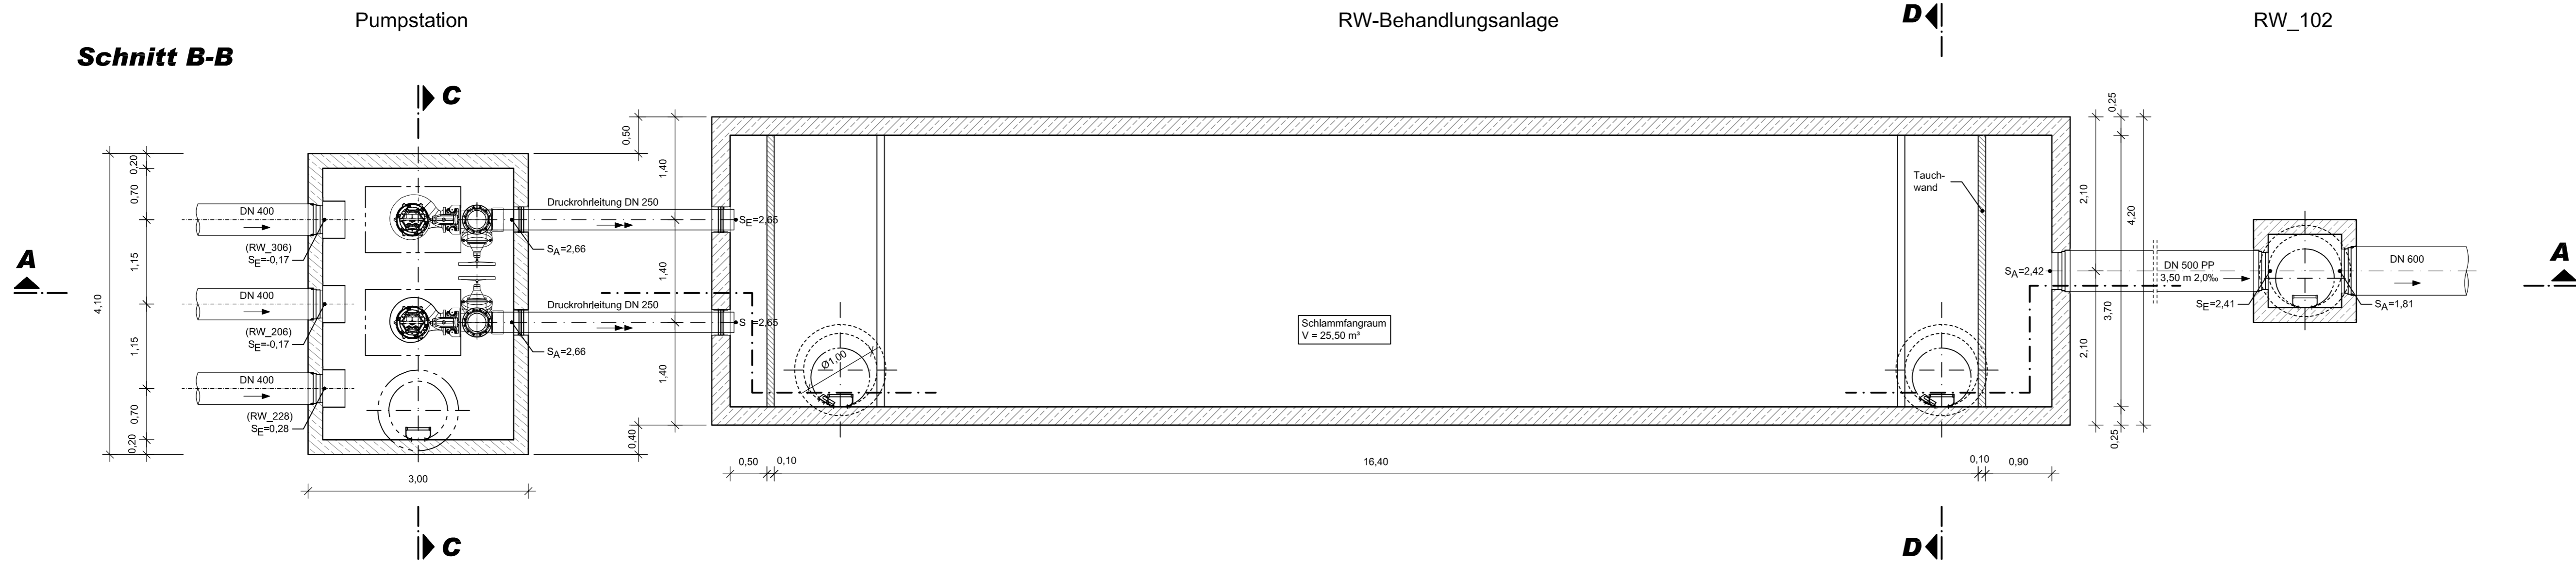 Pumpstation
RW-Behandlungsanlage
D
RW_102
Schnitt B-B
C
0,25
0,50
1,40
0,20
0,70
DN 400
Druckrohrleitung DN 250
Tauch-
wand
2,10
4,20
SE=2,65
(RW_306)
SE=-0,17
SA=2,66
A
1,15
1,40
SA=2,42
DN 500 PP
3,50 m 2,0‰
DN 600
A
4,10
DN 400
Druckrohrleitung DN 250
SE=2,41
SA=1,81
3,70
(RW_206)
SE=-0,17
S =2,65
SA=2,66
Schlammfangraum
V = 25,50 m³
1,15
2,10
Ø1,00
DN 400
1,40
0,70
(RW_228)
SE=0,28
0,20
0,40
0,25
0,50
0,10
16,40
0,10
0,90
3,00
C
D